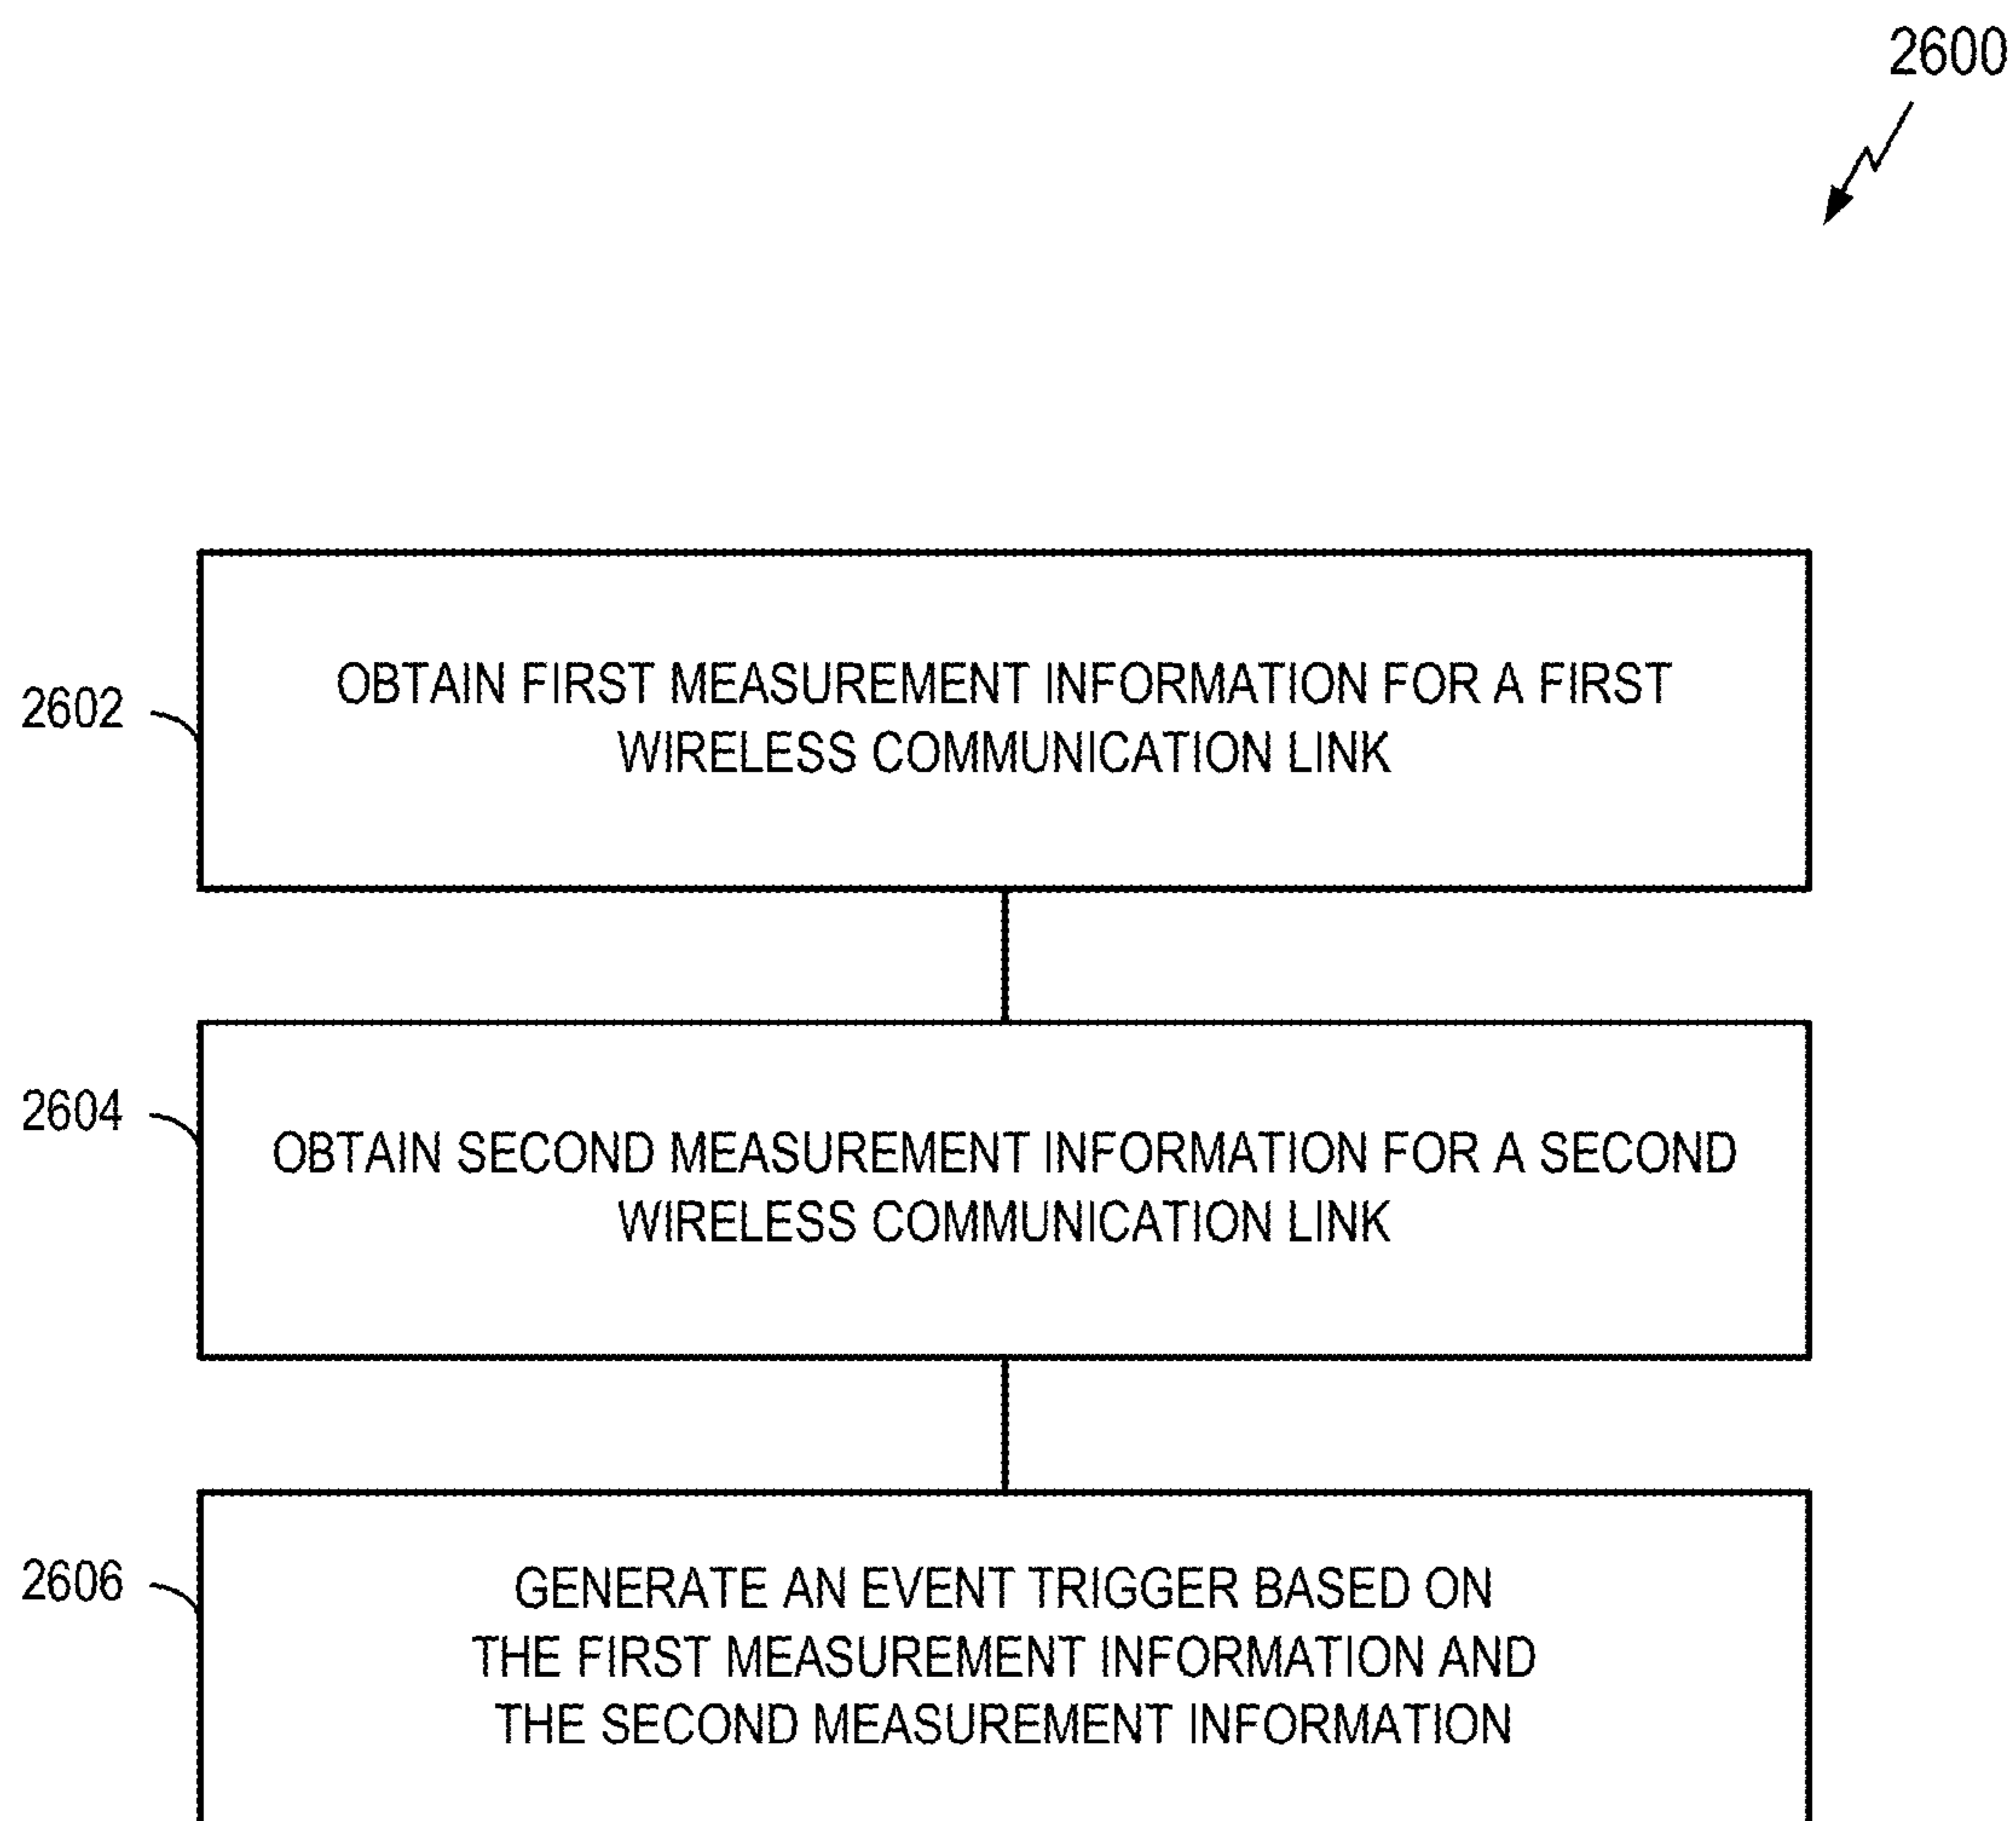 2600
2602
OBTAIN FIRST MEASUREMENT INFORMATION FOR A FIRST
WIRELESS COMMUNICATION LINK
2604
OBTAIN SECOND MEASUREMENT INFORMATION FOR A SECOND
WIRELESS COMMUNICATION LINK
2606
GENERATE AN EVENT TRIGGER BASED ON
THE FIRST MEASUREMENT INFORMATION AND
THE SECOND MEASUREMENT INFORMATION